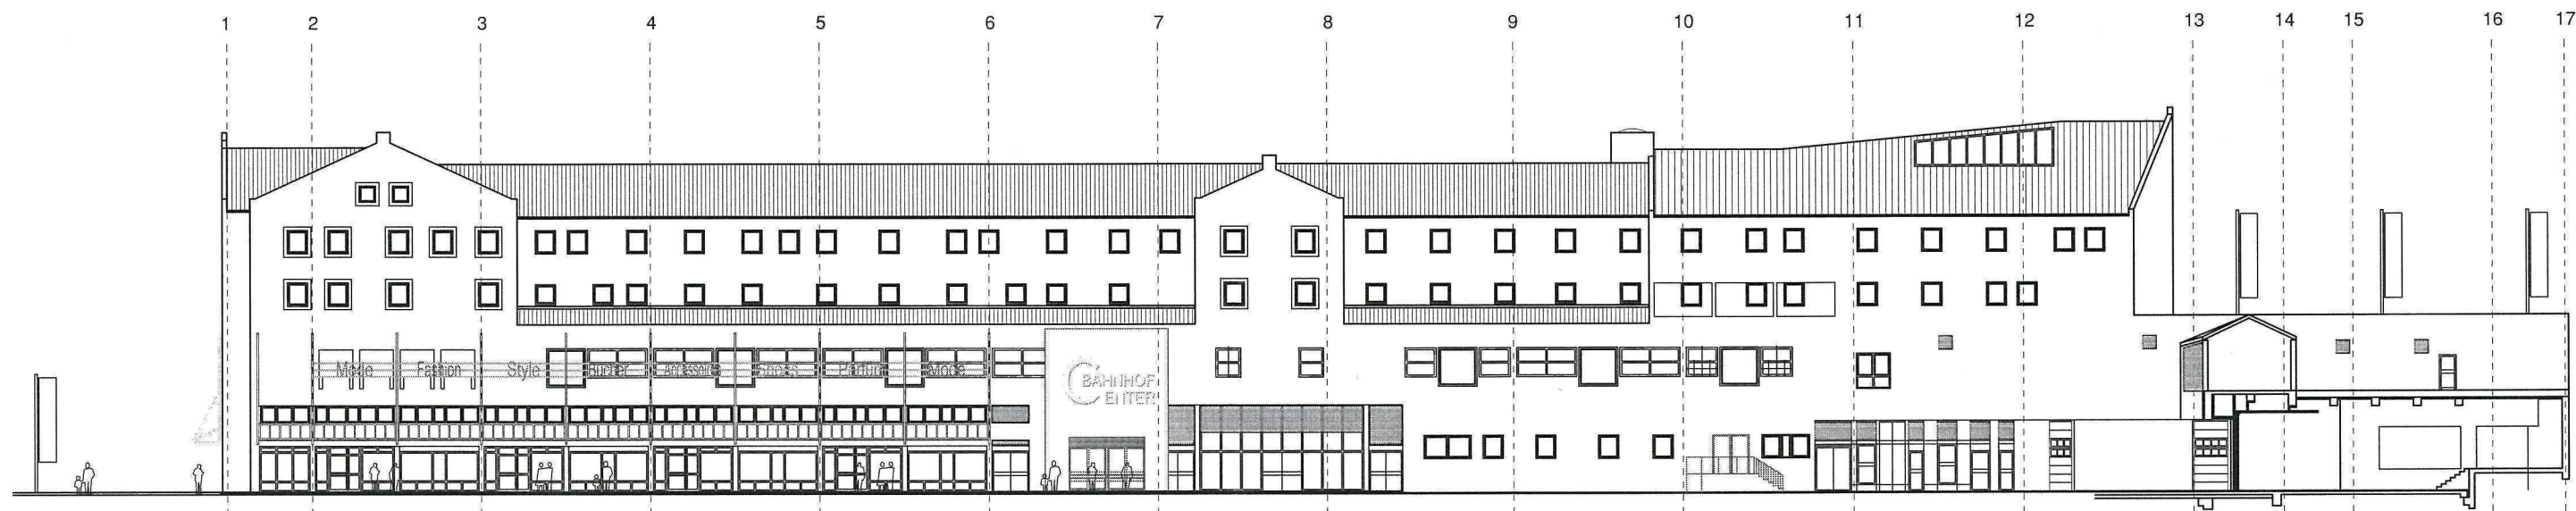 1 2 3 4 5 6 7 8 9 10 11 12 13 14 15 16 17
Mode Fashion Style Bücher Accessoires Shoes Parfum Mode
BAHNHOF
CENTER